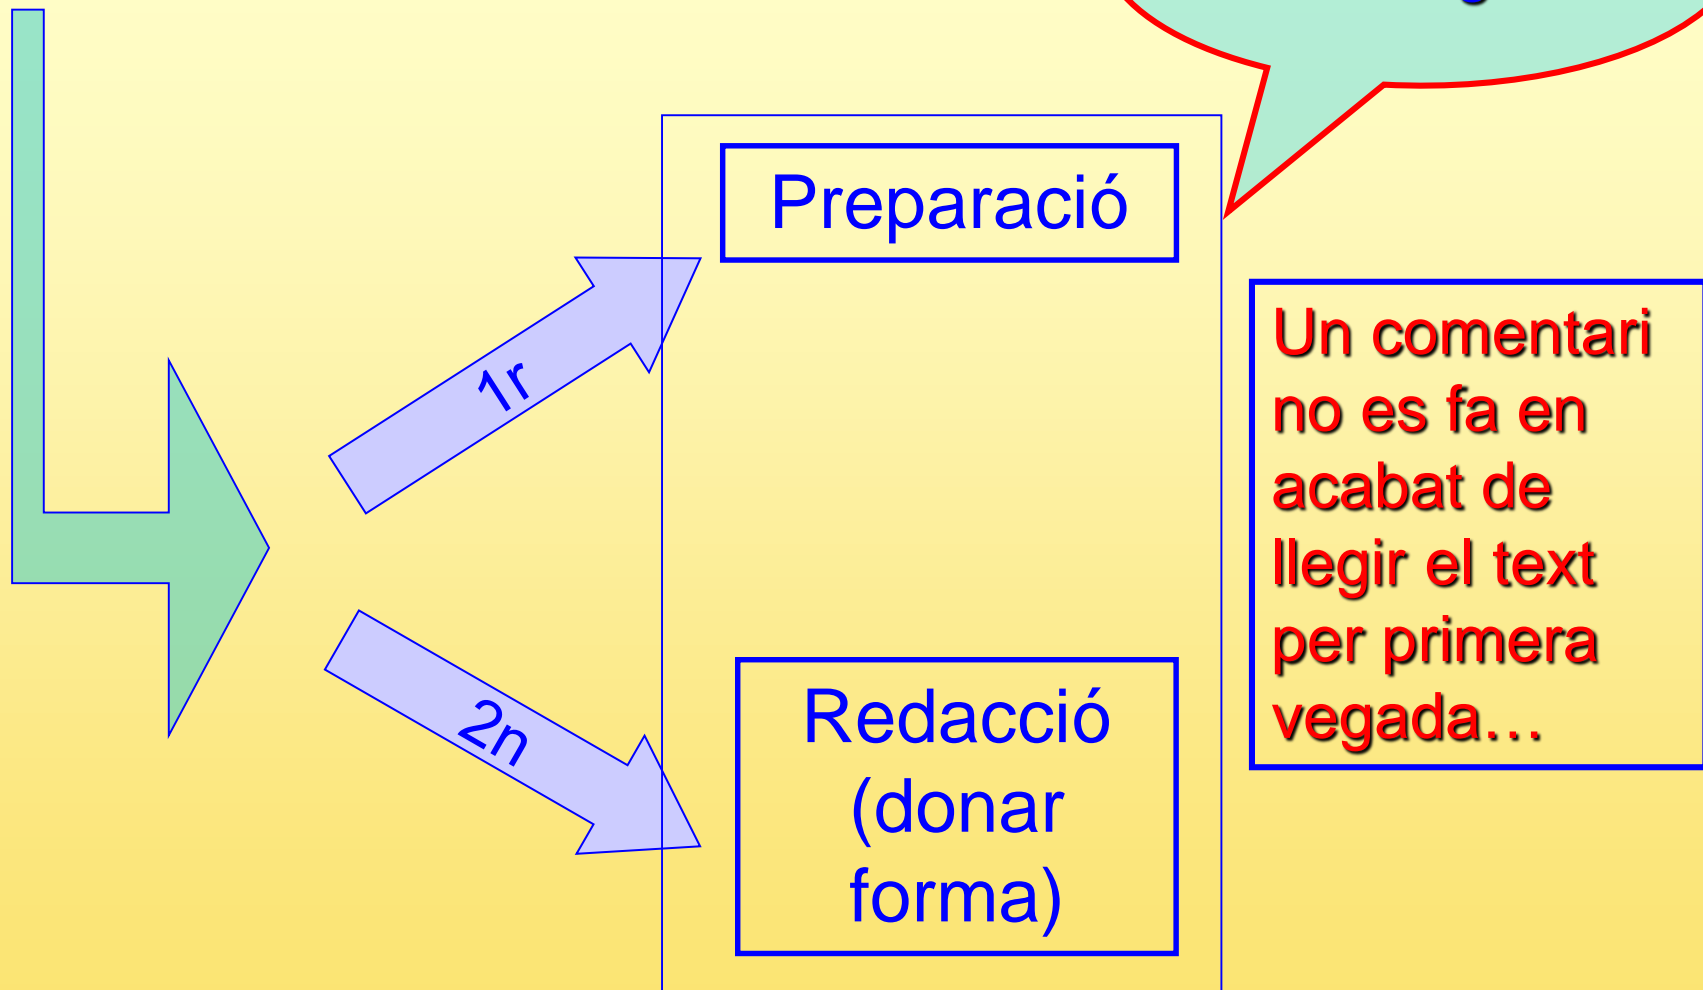 Preparació
1r
Un comentari
no es fa en
acabat de
llegir el text
per primera
vegada…
2n
Redacció
(donar
forma)